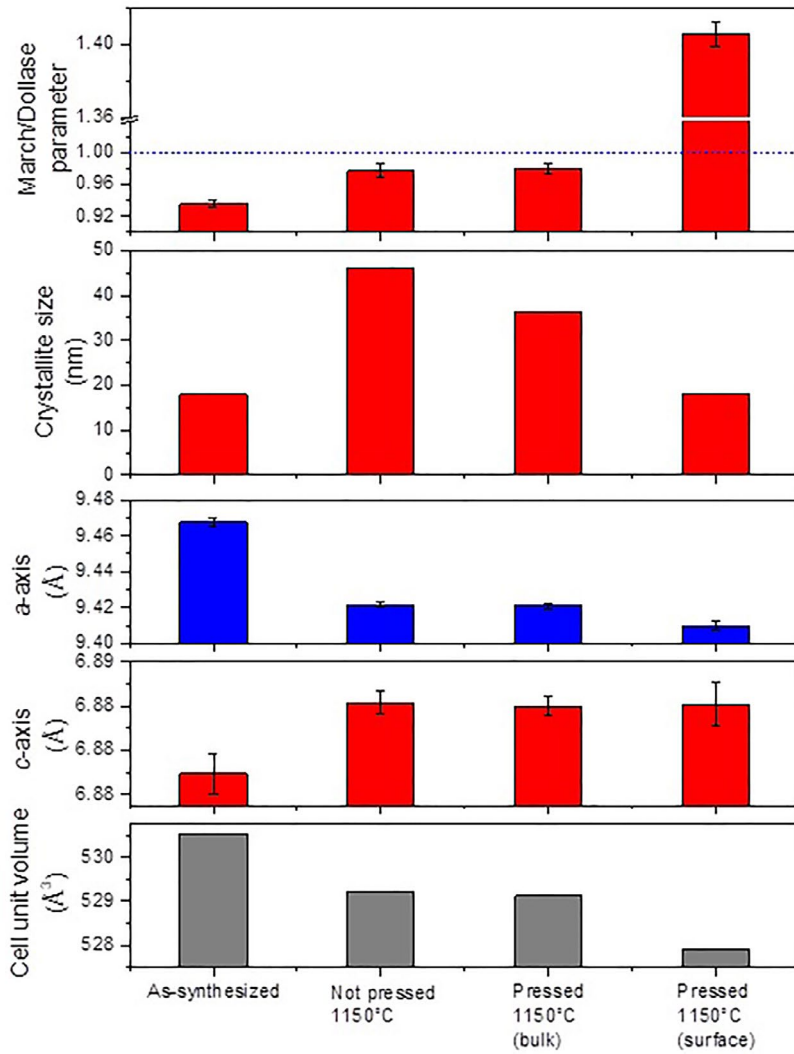 March/Dollase
parameter
1.40
1.36
1.00
0.96
0.92
Crystallite size
(nm)
50
40
30
20
10
0
a-axis
(Å)
9.48
9.46
9.44
9.42
9.40
c-axis
(Å)
6.89
6.88
6.88
6.88
Cell unit volume
(Å³)
530
529
528
As-synthesized
Not pressed
1150°C
Pressed
1150°C
(bulk)
Pressed
1150°C
(surface)